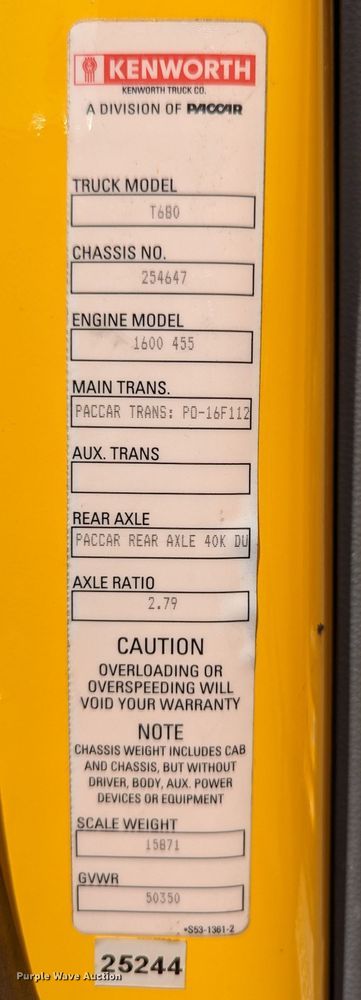 KENWORTH
KENWORTH TRUCK CO.
A DIVISION OF PACCAR
TRUCK MODEL
T680
CHASSIS NO.
254647
ENGINE MODEL
1600 455
MAIN TRANS.
PACCAR TRANS: PO-16F112
AUX. TRANS
REAR AXLE
PACCAR REAR AXLE 40K DU
AXLE RATIO
2.79
CAUTION
OVERLOADING OR
OVERSPEEDING WILL
VOID YOUR WARRANTY
NOTE
CHASSIS WEIGHT INCLUDES CAB
AND CHASSIS, BUT WITHOUT
DRIVER, BODY, AUX. POWER
DEVICES OR EQUIPMENT
SCALE WEIGHT
15871
GVWR
50350
*S53-1361-2
25244
Purple Wave Auction